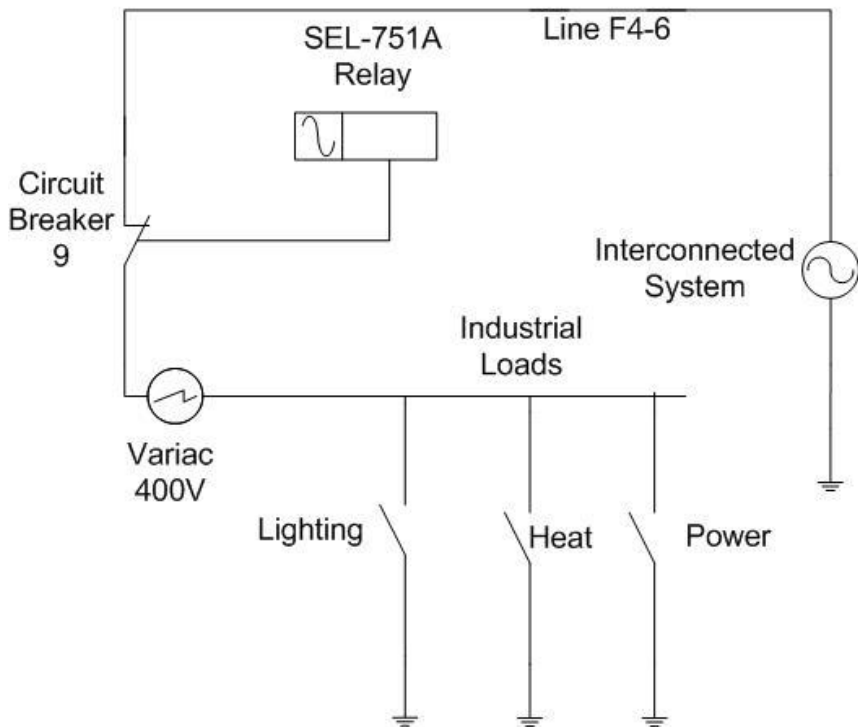 Line F4-6
SEL-751A
Relay
Circuit
Breaker
9
Interconnected
System
Industrial
Loads
Variac
400V
Lighting
Heat
Power